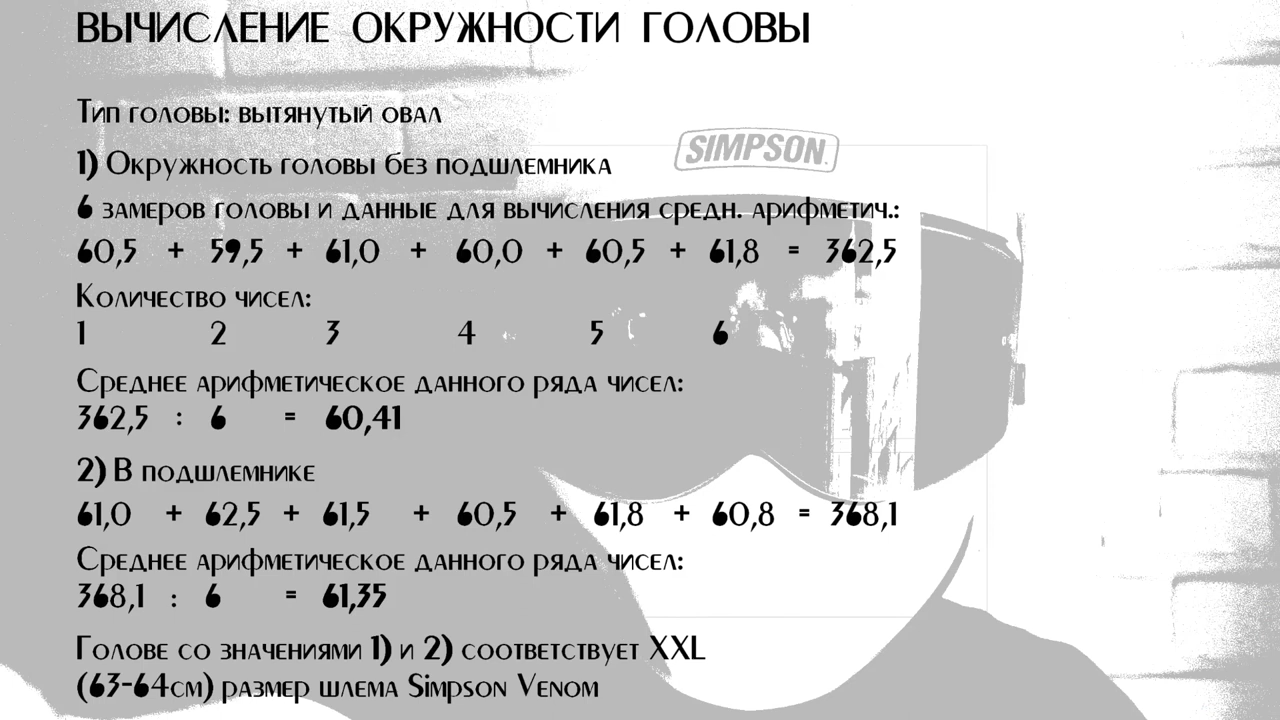 ВЫЧИСЛЕНИЕ ОКРУЖНОСТИ ГОЛОВЫ
Тип головы: вытянутый овал
1) Окружность головы без подшлемника
SIMPSON
6 замеров головы и данные для вычисления средн. арифметич.:
60,5 + 59,5 + 61,0 + 60,0 + 60,5 + 61,8 = 362,5
Количество чисел:
1 2 3 4 5 6
Среднее арифметическое данного ряда чисел:
362,5 : 6 = 60,41
2) В подшлемнике
61,0 + 62,5 + 61,5 + 60,5 + 61,8 + 60,8 = 368,1
Среднее арифметическое данного ряда чисел:
368,1 : 6 = 61,35
Голове со значениями 1) и 2) соответствует XXL
(63-64см) размер шлема Simpson Venom